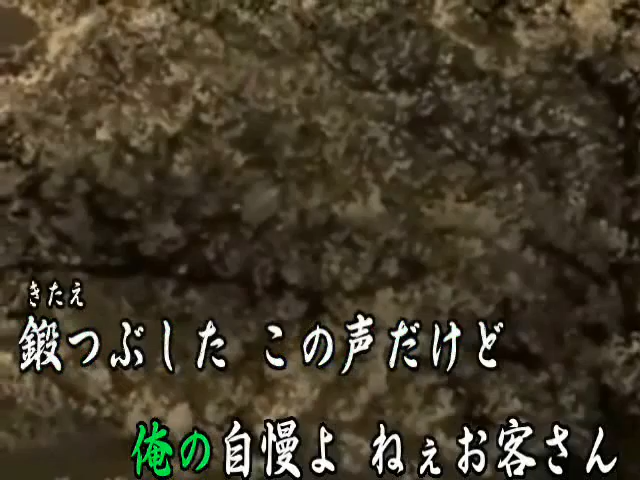 きたえ
鍛つぶした この声だけど
俺の自慢よ ねぇお客さん